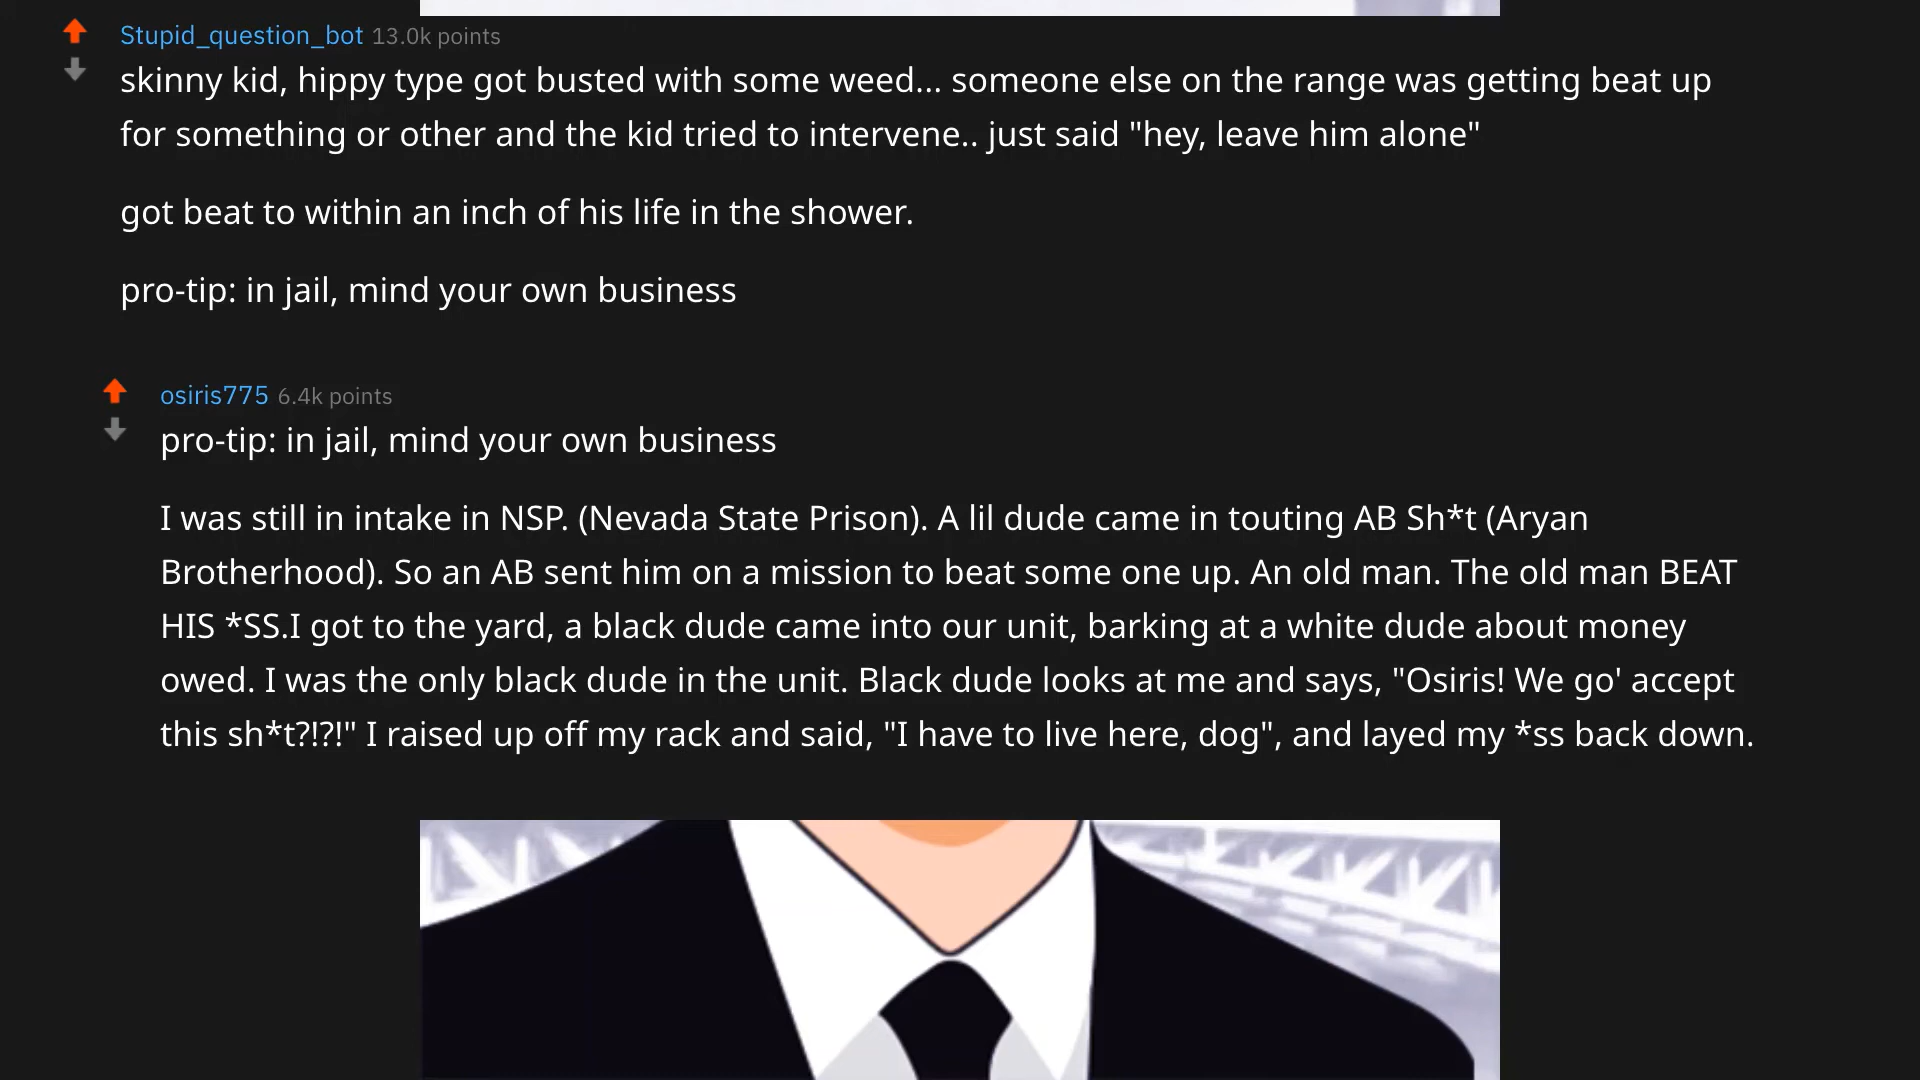 Stupid_question_bot 13.0k points
skinny kid, hippy type got busted with some weed... someone else on the range was getting beat up
for something or other and the kid tried to intervene.. just said "hey, leave him alone"
got beat to within an inch of his life in the shower.
pro-tip: in jail, mind your own business
osiris775 6.4k points
pro-tip: in jail, mind your own business
I was still in intake in NSP. (Nevada State Prison). A lil dude came in touting AB Sh*t (Aryan
Brotherhood). So an AB sent him on a mission to beat some one up. An old man. The old man BEAT
HIS *SS.I got to the yard, a black dude came into our unit, barking at a white dude about money
owed. I was the only black dude in the unit. Black dude looks at me and says, "Osiris! We go' accept
this sh*t?!?!" I raised up off my rack and said, "I have to live here, dog", and layed my *ss back down.